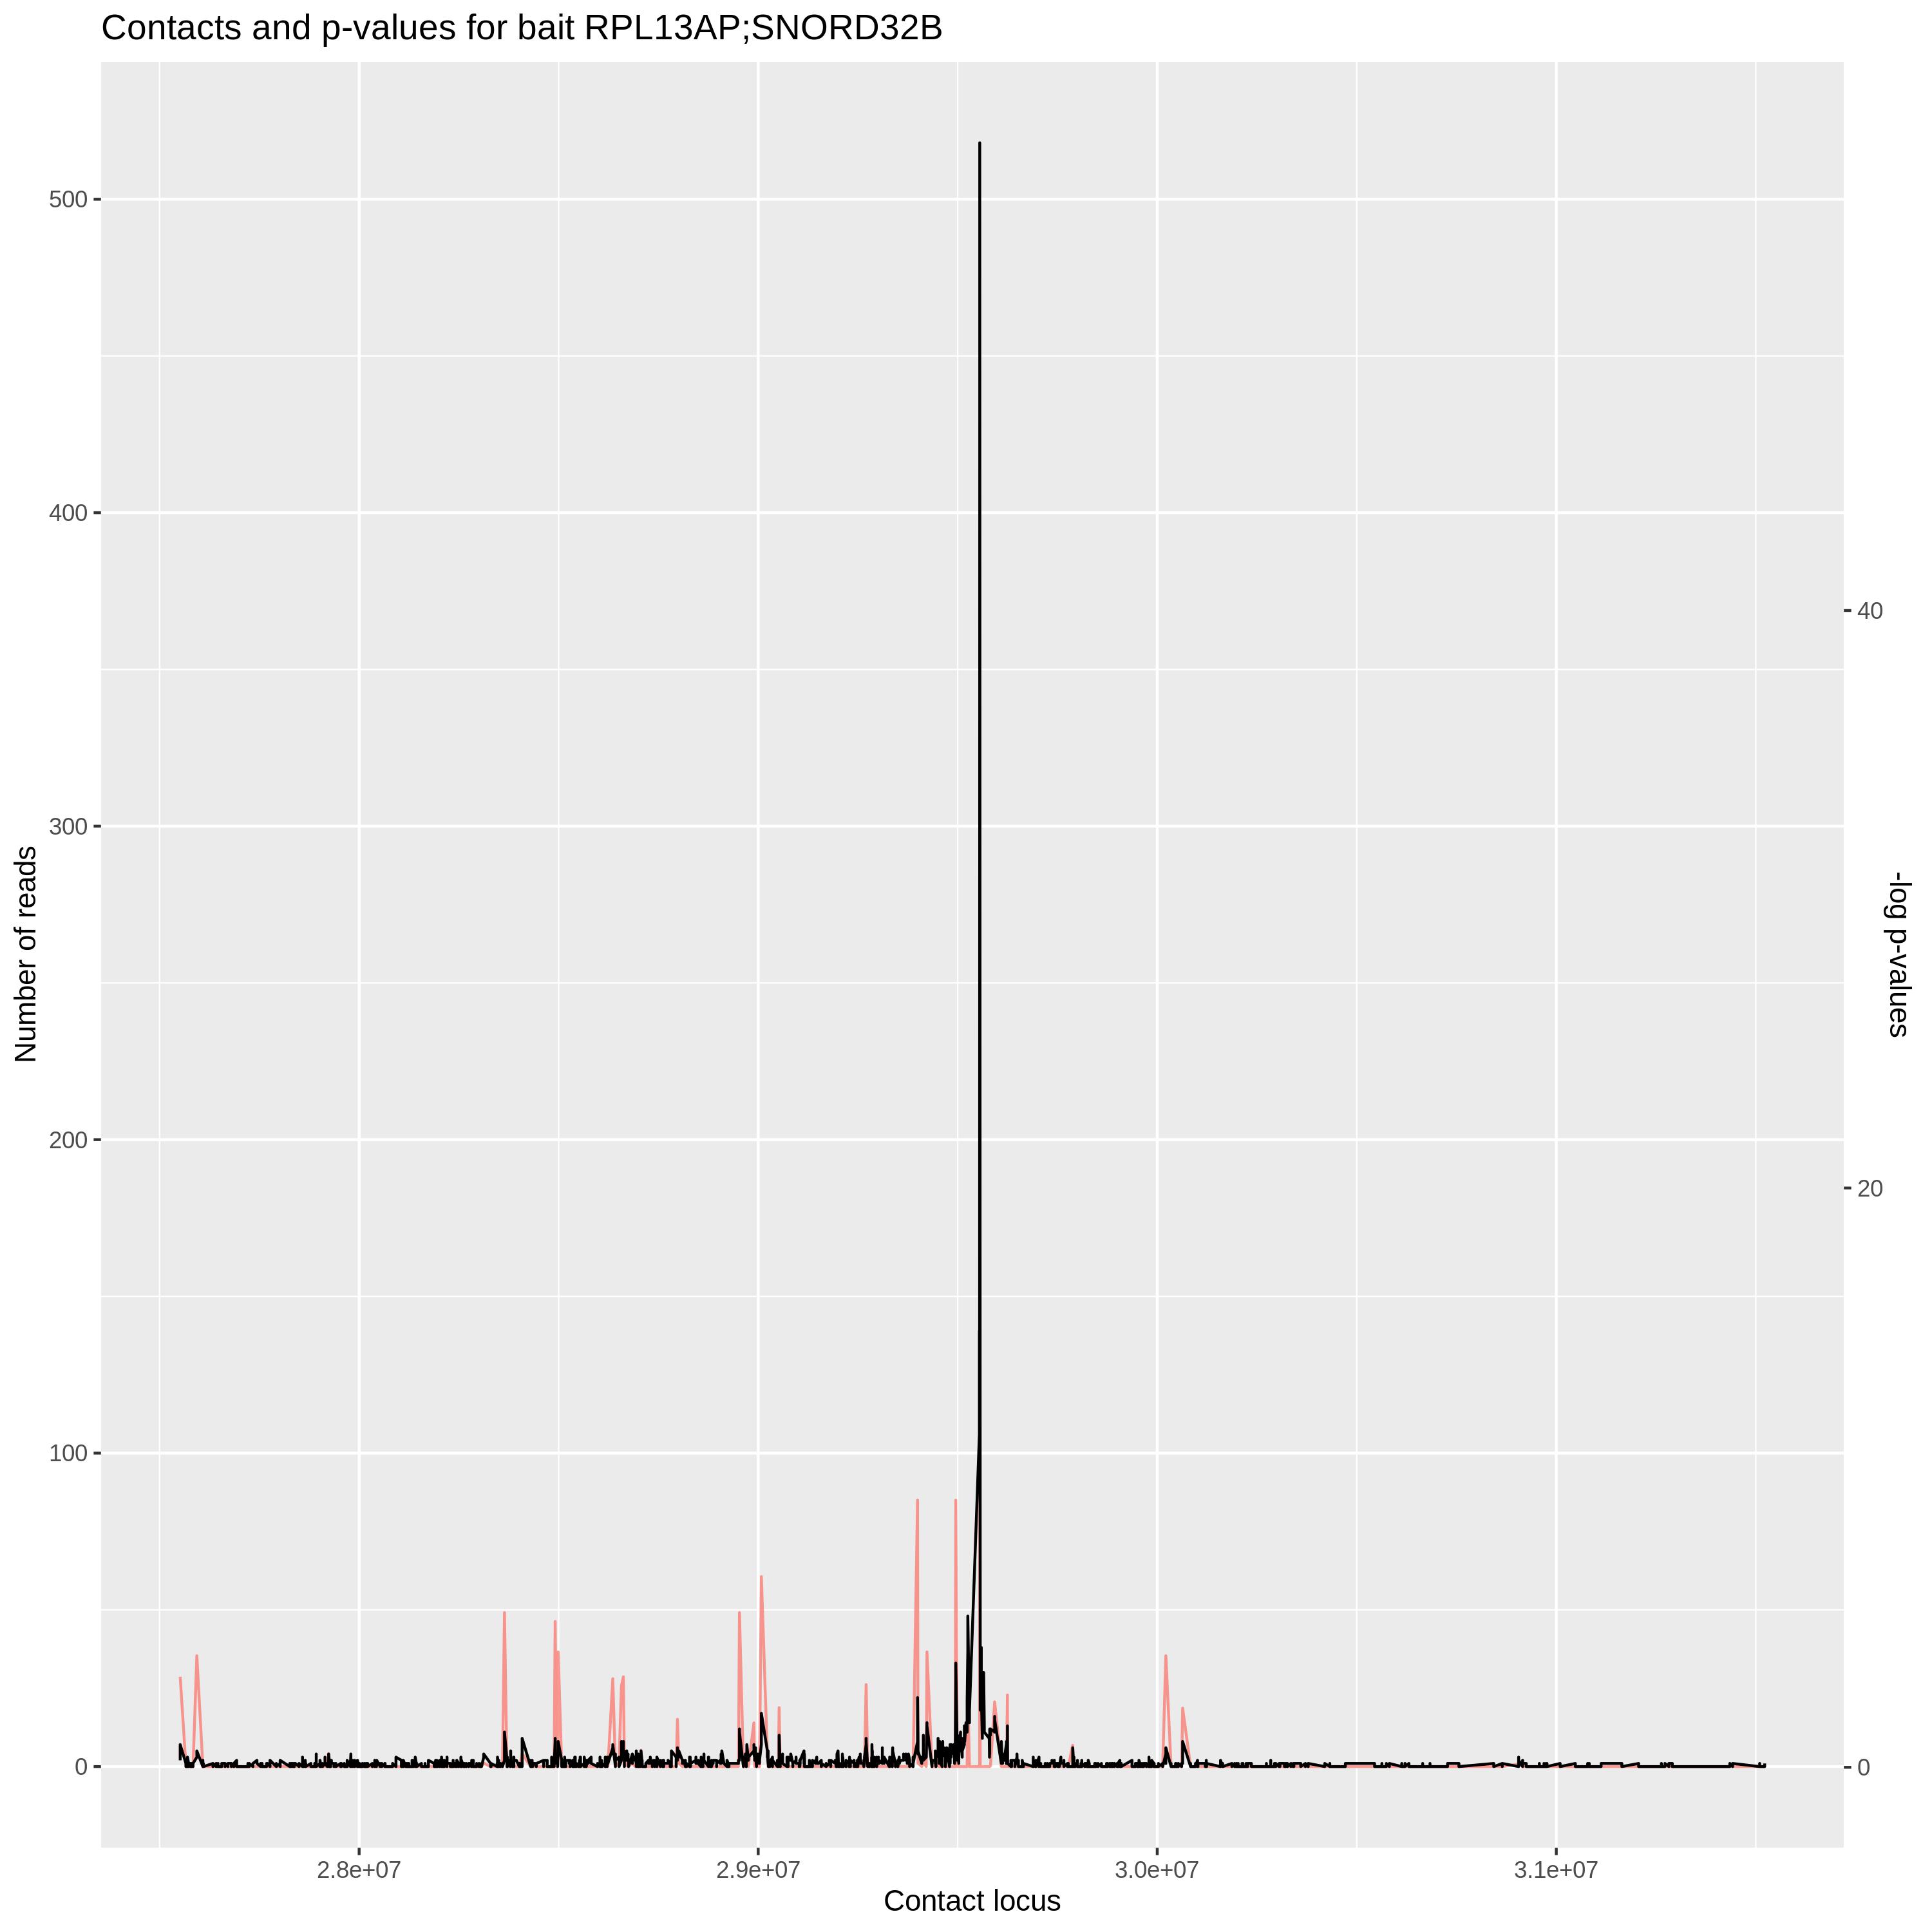 Contacts and p-values for bait RPL13AP;SNORD32B
500
400
300
200
100
0
Number of reads
40
20
0
-log p-values
2.8e+07
2.9e+07
3.0e+07
3.1e+07
Contact locus